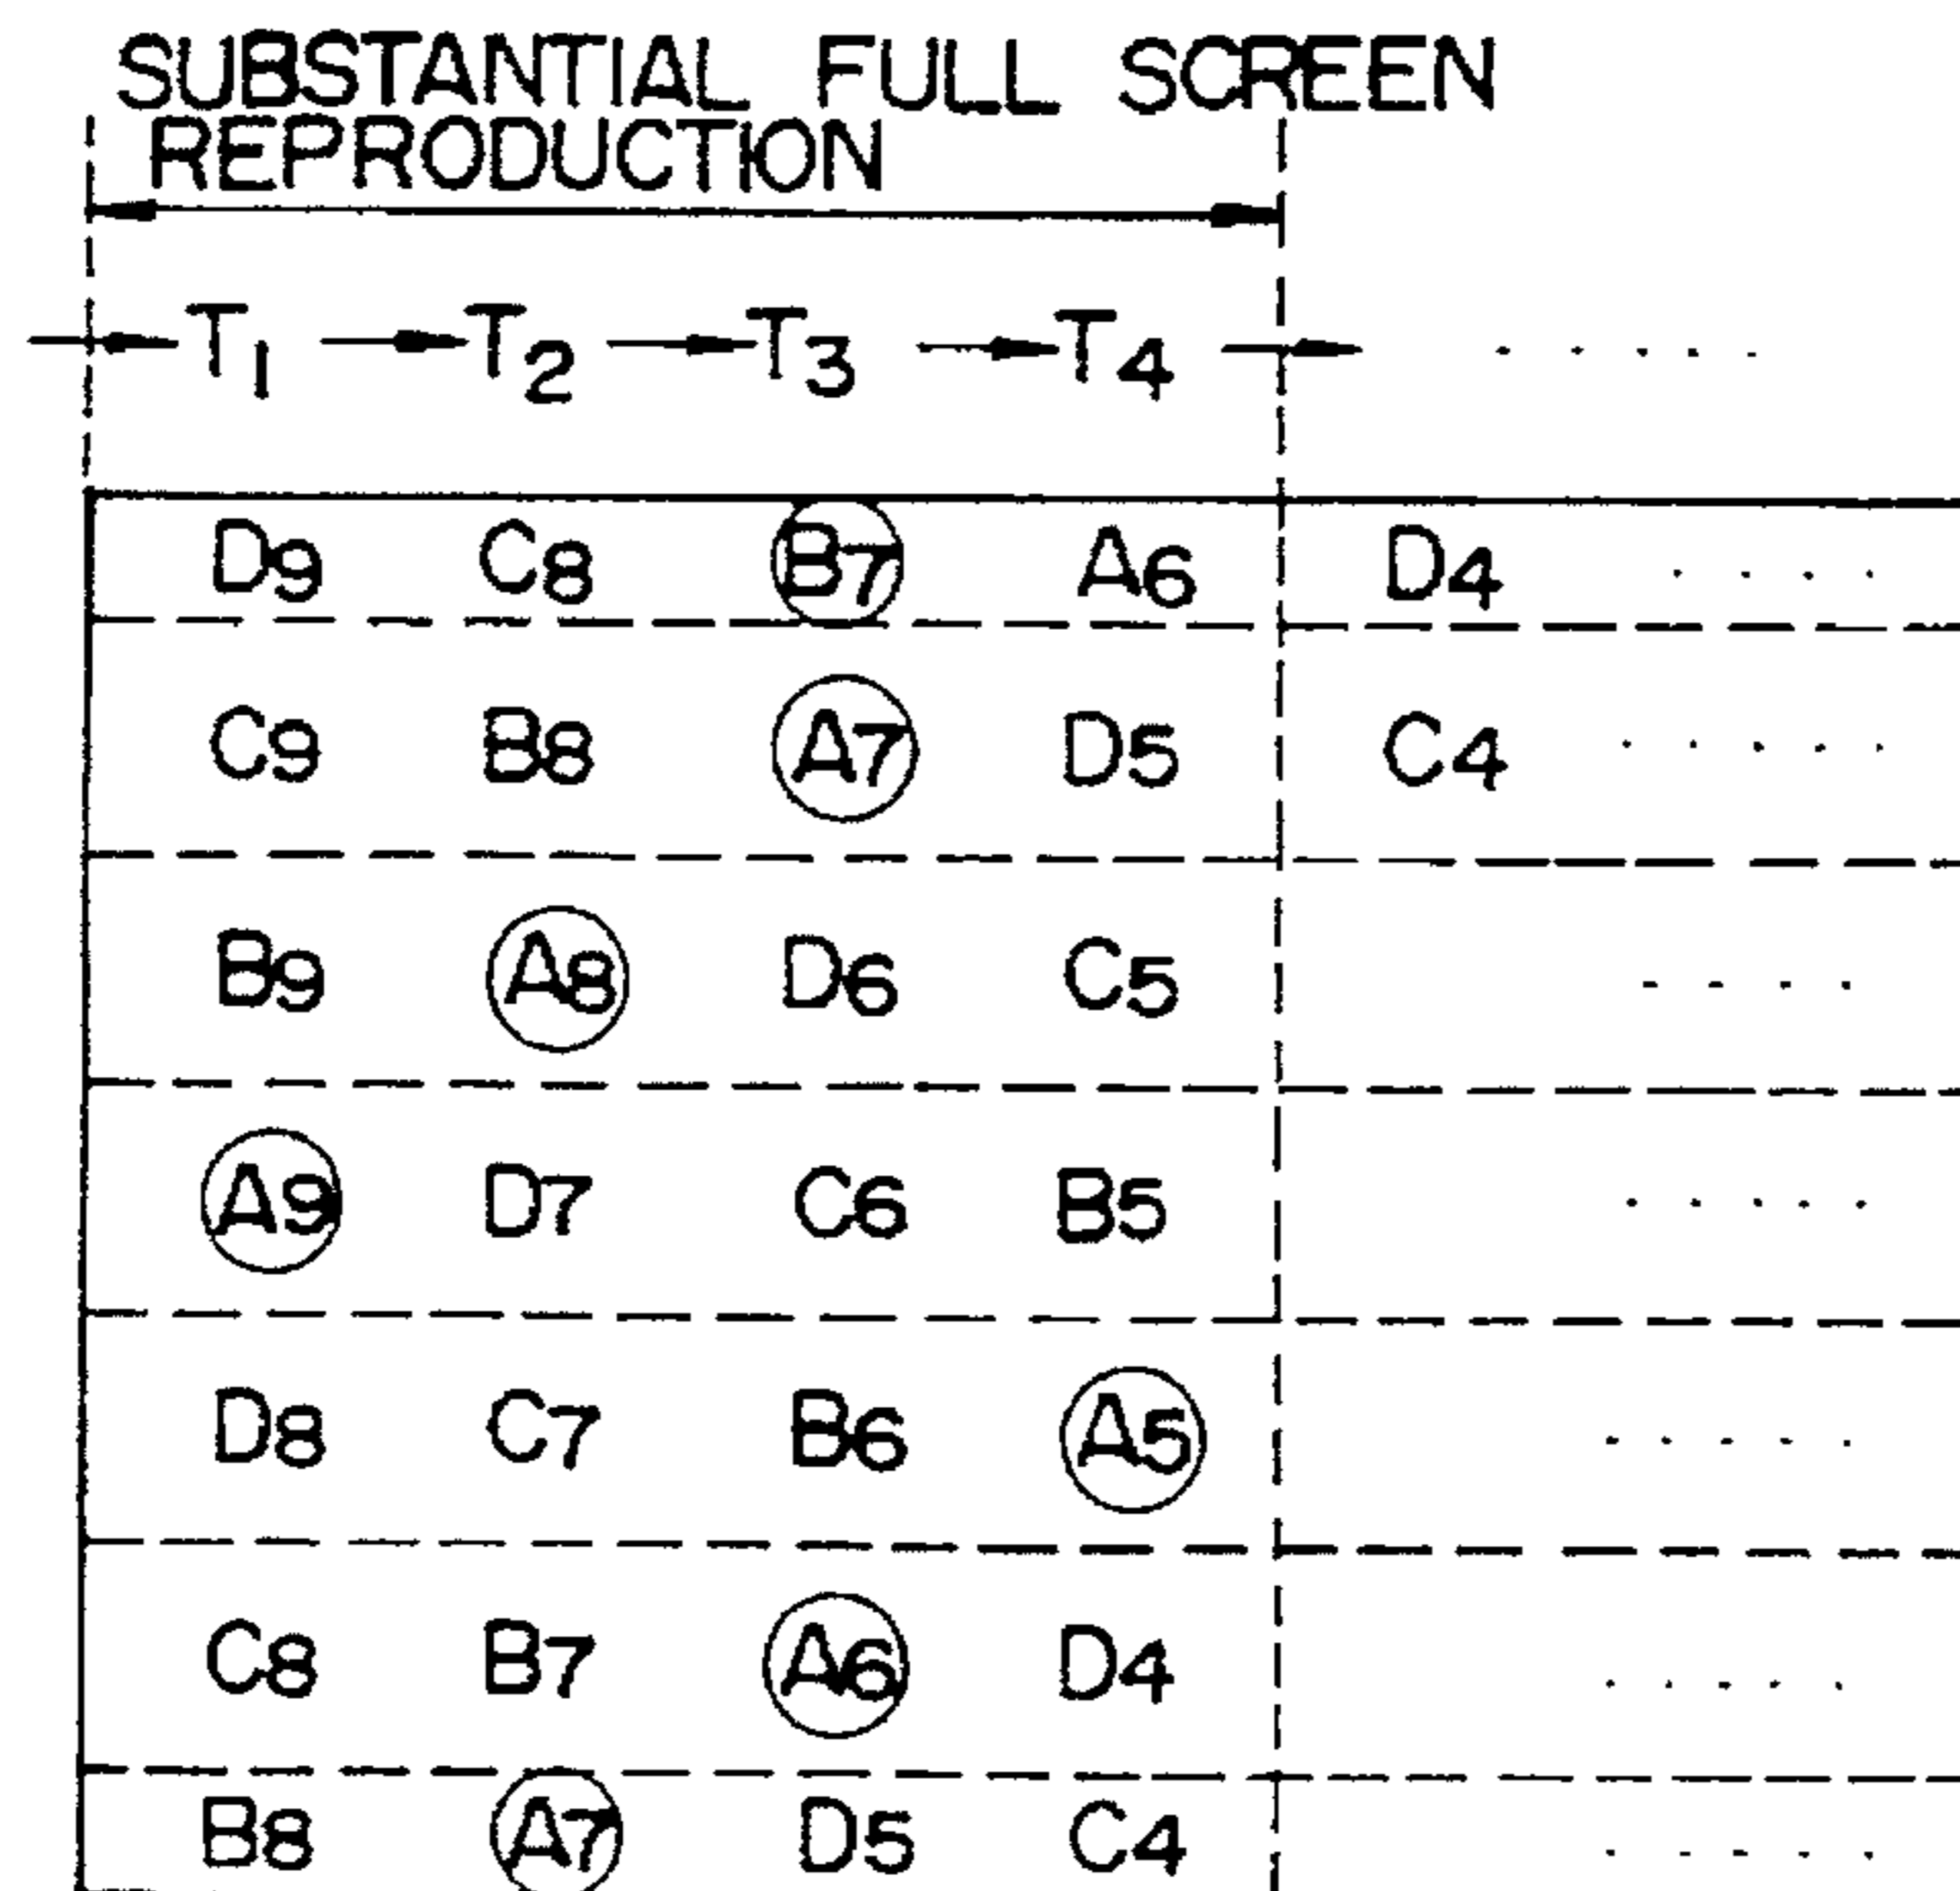 SUBSTANTIAL FULL SCREEN
REPRODUCTION
T1 T2 T3 T4 .....
D9 C8 B7 A6 D4 ....
C9 B8 A7 D5 C4 .....
B9 A8 D6 C5 ....
A9 D7 C6 B5 .....
D8 C7 B6 A5 .....
C8 B7 A6 D4 .....
B8 A7 D5 C4 .....